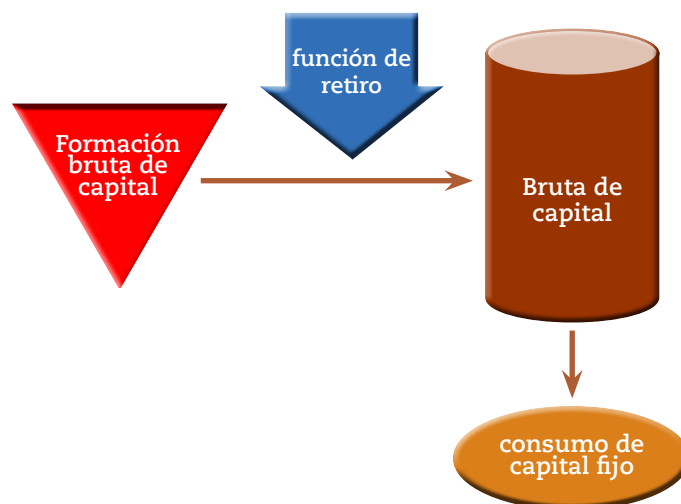 función de
retiro
Formación
bruta de
capital
Bruta de
capital
consumo de
capital fijo